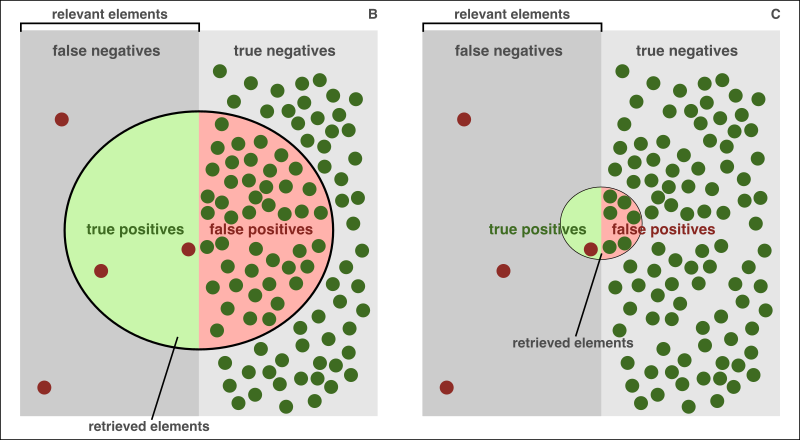 relevant elements
B
false negatives
true negatives
true positives
false positives
retrieved elements
relevant elements
C
false negatives
true negatives
true positives
false positives
retrieved elements